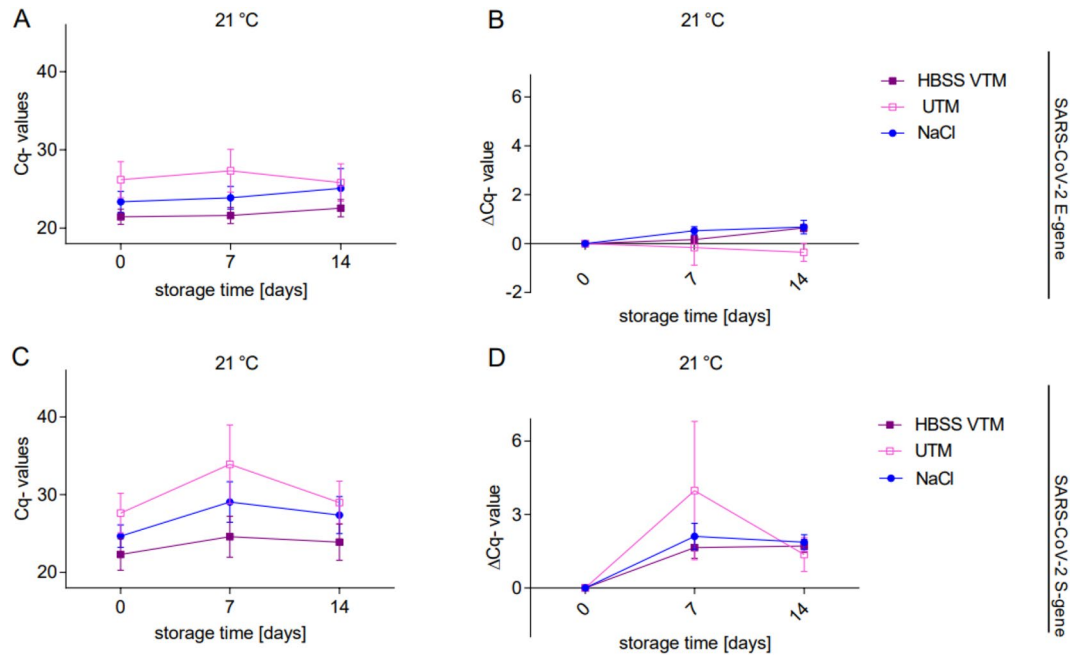 A
21 °C
40
30
20
Cq- values
0 7 14
storage time [days]
B
21 °C
6
4
2
0
-2
ΔCq- value
0 7 14
storage time [days]
HBSS VTM
UTM
NaCl
SARS-CoV-2 E-gene
C
21 °C
40
30
20
Cq- values
0 7 14
storage time [days]
D
21 °C
6
3
0
ΔCq- value
0 7 14
storage time [days]
HBSS VTM
UTM
NaCl
SARS-CoV-2 S-gene